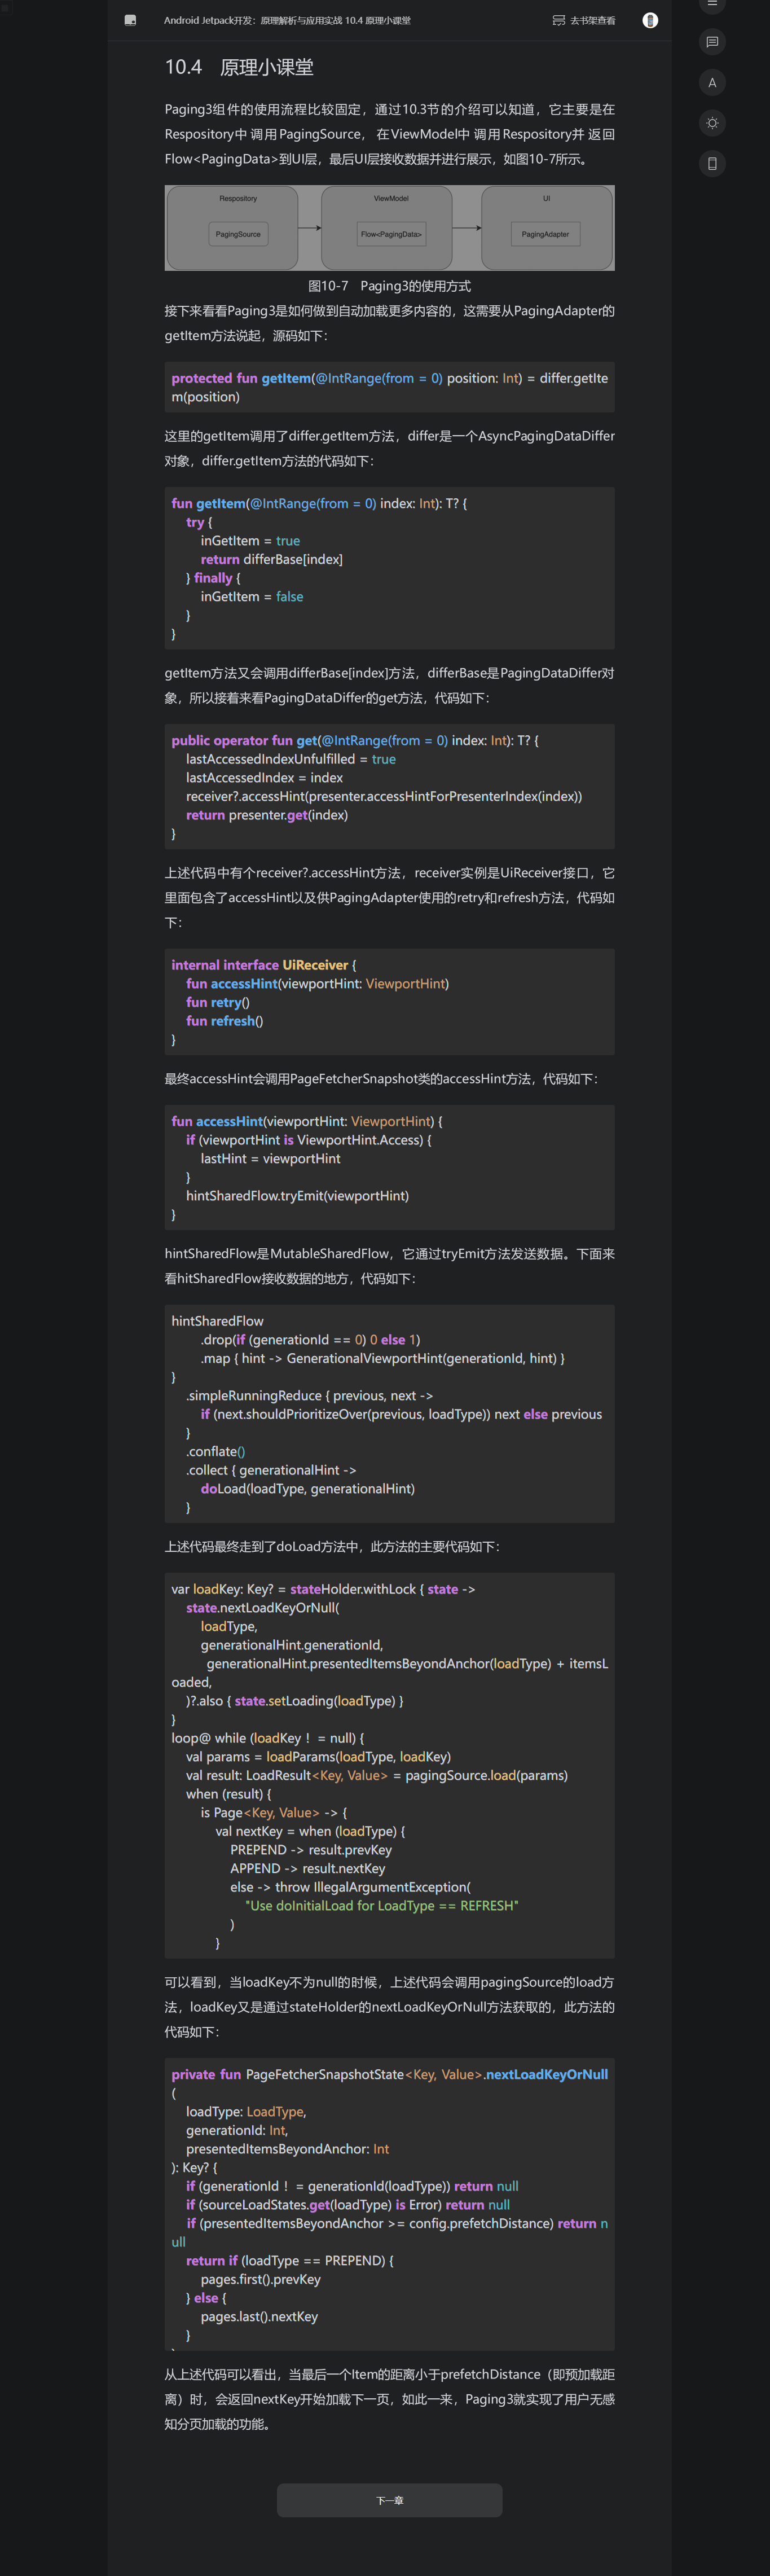 Android Jetpack开发：原理解析与应用实战 10.4 原理小课堂
去书架查看
A
10.4 原理小课堂
Paging3组件的使用流程比较固定，通过10.3节的介绍可以知道，它主要是在
Respository中调用PagingSource，在ViewModel中调用Respository并返回
Flow<PagingData>到UI层，最后UI层接收数据并进行展示，如图10-7所示。
Respository
ViewModel
UI
PagingSource
Flow<PagingData>
PagingAdapter
图10-7 Paging3的使用方式
接下来看看Paging3是如何做到自动加载更多内容的，这需要从PagingAdapter的
getItem方法说起，源码如下：
protected fun getItem(@IntRange(from = 0) position: Int) = differ.getIte
m(position)
这里的getItem调用了differ.getItem方法，differ是一个AsyncPagingDataDiffer
对象，differ.getItem方法的代码如下：
fun getItem(@IntRange(from = 0) index: Int): T? {
try {
inGetItem = true
return differBase[index]
} finally {
inGetItem = false
}
}
getItem方法又会调用differBase[index]方法，differBase是PagingDataDiffer对
象，所以接着来看PagingDataDiffer的get方法，代码如下：
public operator fun get(@IntRange(from = 0) index: Int): T? {
lastAccessedIndexUnfulfilled = true
lastAccessedIndex = index
receiver?.accessHint(presenter.accessHintForPresenterIndex(index))
return presenter.get(index)
}
上述代码中有个receiver?.accessHint方法，receiver实例是UiReceiver接口，它
里面包含了accessHint以及供PagingAdapter使用的retry和refresh方法，代码如
下：
internal interface UiReceiver {
fun accessHint(viewportHint: ViewportHint)
fun retry()
fun refresh()
}
最终accessHint会调用PageFetcherSnapshot类的accessHint方法，代码如下：
fun accessHint(viewportHint: ViewportHint) {
if (viewportHint is ViewportHint.Access) {
lastHint = viewportHint
}
hintSharedFlow.tryEmit(viewportHint)
}
hintSharedFlow是MutableSharedFlow，它通过tryEmit方法发送数据。下面来
看hitSharedFlow接收数据的地方，代码如下：
hintSharedFlow
.drop(if (generationId == 0) 0 else 1)
.map { hint -> GenerationalViewportHint(generationId, hint) }
}
.simpleRunningReduce { previous, next ->
if (next.shouldPrioritizeOver(previous, loadType)) next else previous
}
.conflate()
.collect { generationalHint ->
doLoad(loadType, generationalHint)
}
上述代码最终走到了doLoad方法中，此方法的主要代码如下：
var loadKey: Key? = stateHolder.withLock { state ->
state.nextLoadKeyOrNull(
loadType,
generationalHint.generationId,
generationalHint.presentedItemsBeyondAnchor(loadType) + itemsL
oaded,
)?.also { state.setLoading(loadType) }
}
loop@ while (loadKey ！= null) {
val params = loadParams(loadType, loadKey)
val result: LoadResult<Key, Value> = pagingSource.load(params)
when (result) {
is Page<Key, Value> -> {
val nextKey = when (loadType) {
PREPEND -> result.prevKey
APPEND -> result.nextKey
else -> throw IllegalArgumentException(
"Use doInitialLoad for LoadType == REFRESH"
)
}
可以看到，当loadKey不为null的时候，上述代码会调用pagingSource的load方
法，loadKey又是通过stateHolder的nextLoadKeyOrNull方法获取的，此方法的
代码如下：
private fun PageFetcherSnapshotState<Key, Value>.nextLoadKeyOrNull
(
loadType: LoadType,
generationId: Int,
presentedItemsBeyondAnchor: Int
): Key? {
if (generationId ！= generationId(loadType)) return null
if (sourceLoadStates.get(loadType) is Error) return null
if (presentedItemsBeyondAnchor >= config.prefetchDistance) return n
ull
return if (loadType == PREPEND) {
pages.first().prevKey
} else {
pages.last().nextKey
}
从上述代码可以看出，当最后一个Item的距离小于prefetchDistance（即预加载距
离）时，会返回nextKey开始加载下一页，如此一来，Paging3就实现了用户无感
知分页加载的功能。
下一章